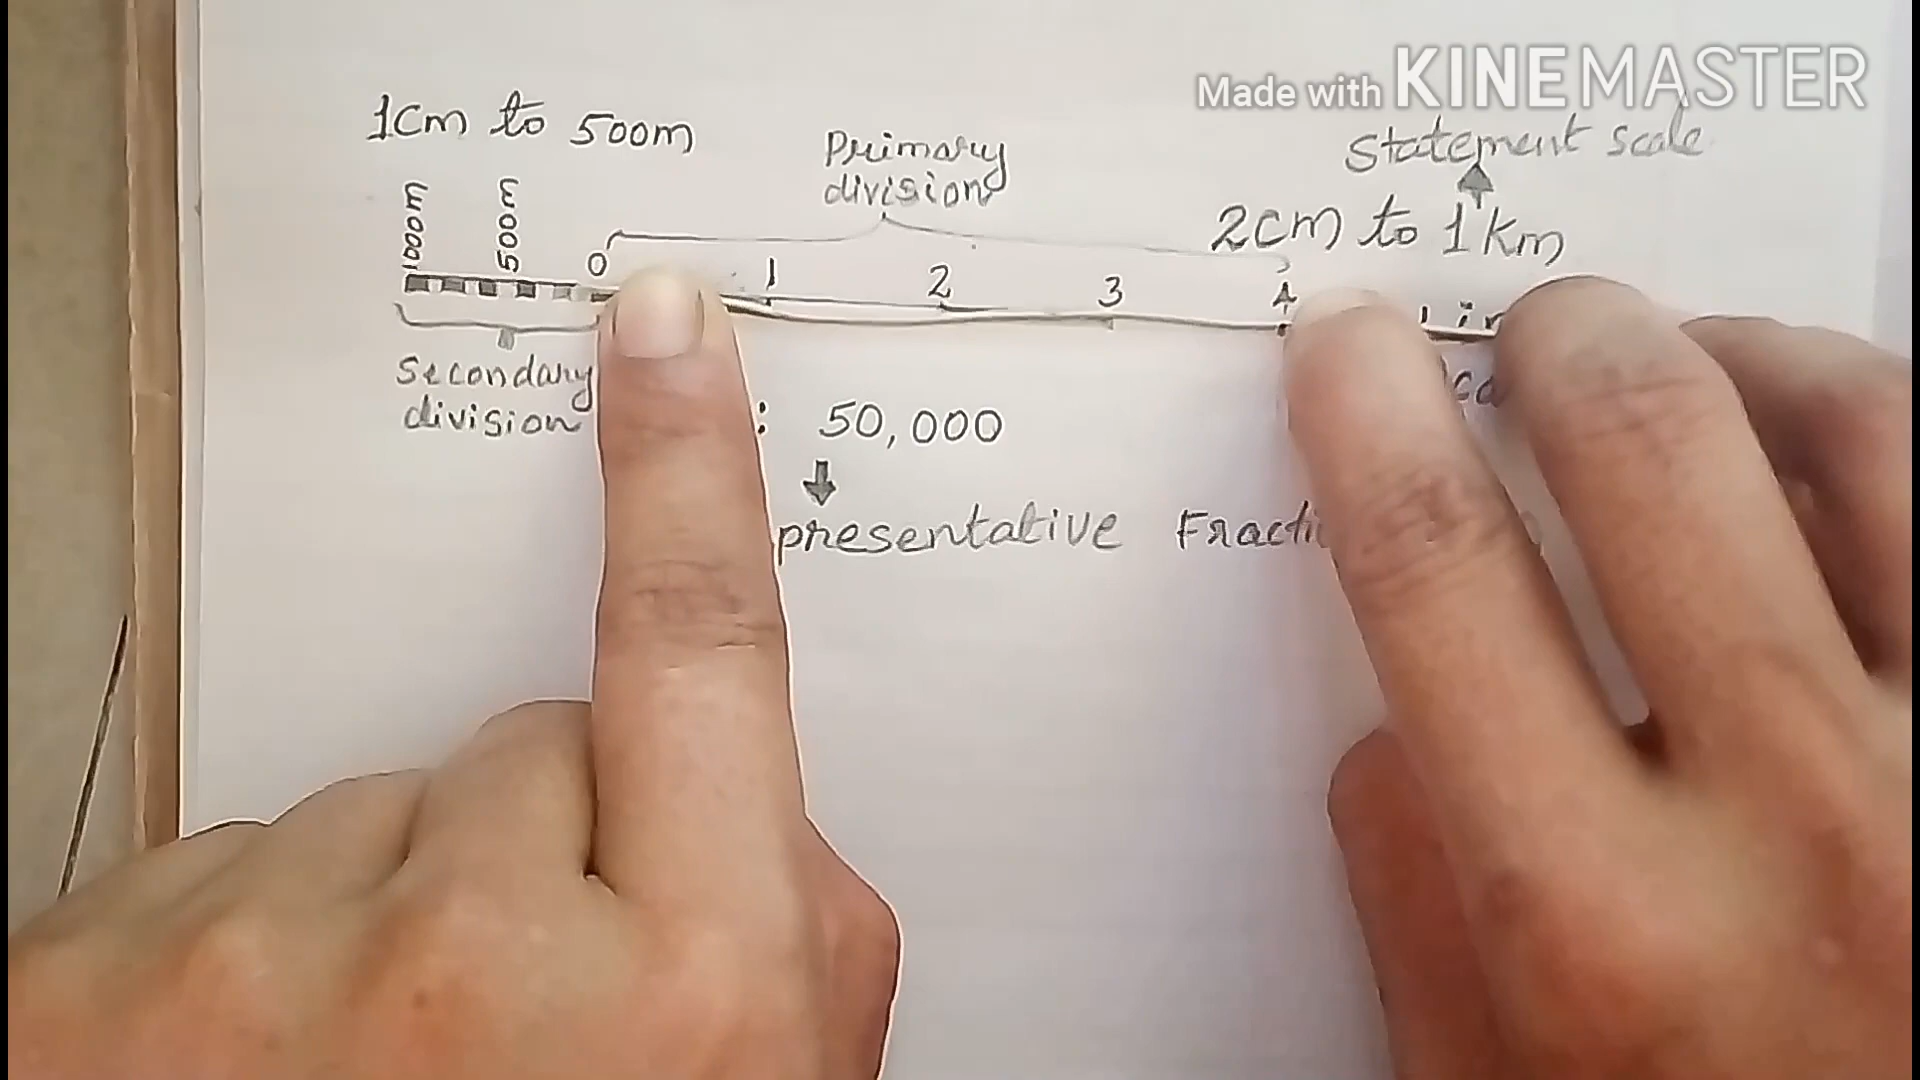 Made with KINEMASTER
1cm to 500m
Primary
division
Statement scale
1000m 500m 0 1 2 3 4
2cm to 1km
Secondary
division
: 50,000
presentative Fracti